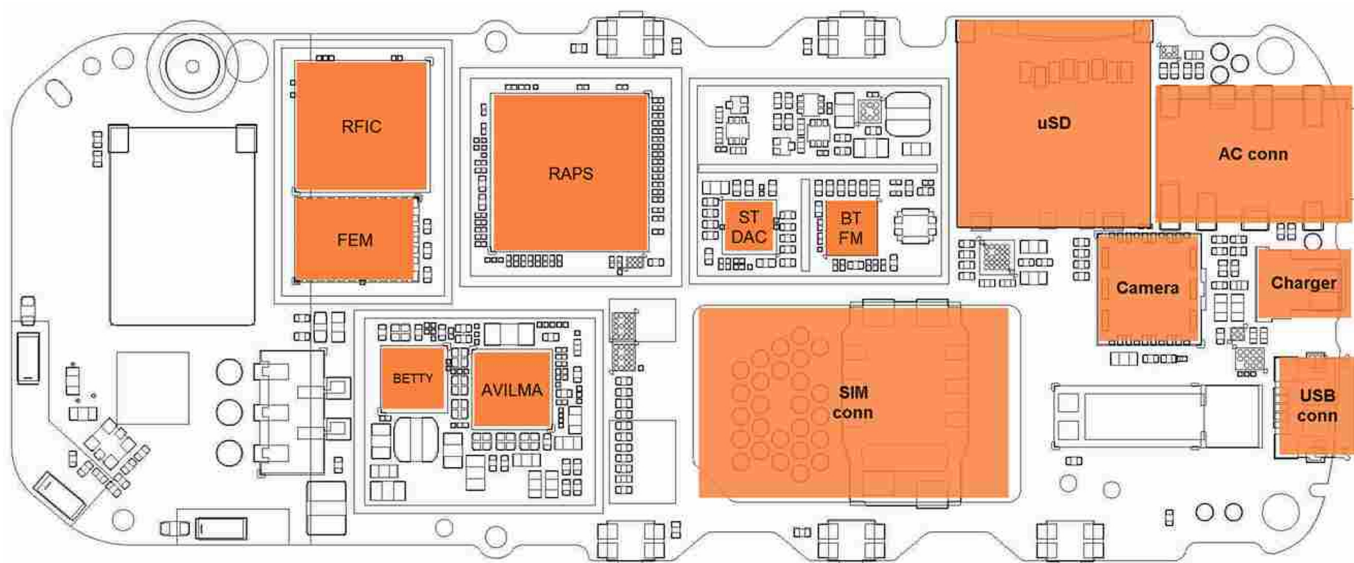 RFIC
RAPS
uSD
AC conn
FEM
ST
DAC
BT
FM
Camera
Charger
BETTY
AVILMA
SIM
conn
USB
conn